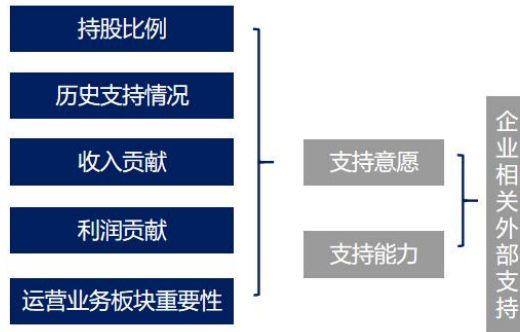 持股比例
历史支持情况
收入贡献
利润贡献
运营业务板块重要性
支持意愿
支持能力
企业相关外部支持